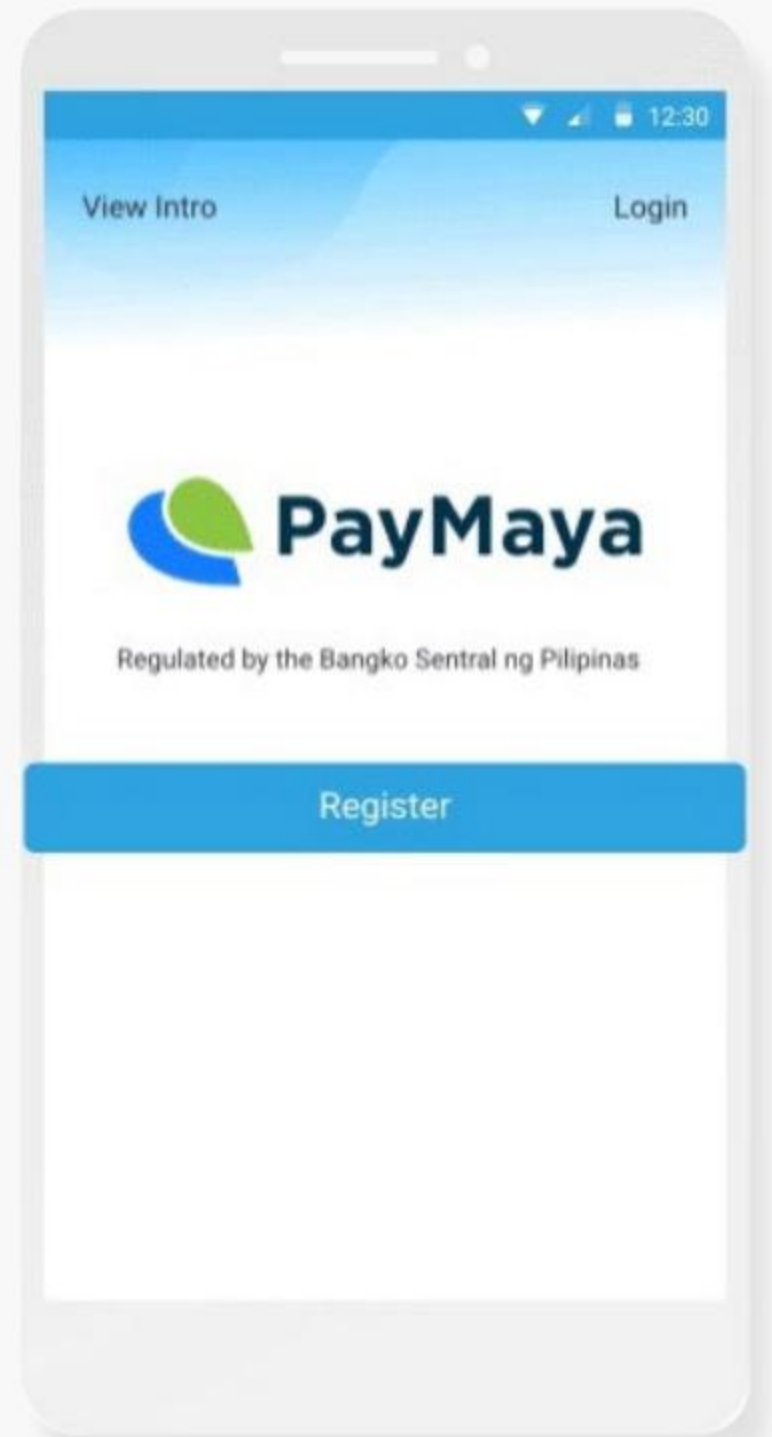 12:30
View Intro Login
PayMaya
Regulated by the Bangko Sentral ng Pilipinas
Register